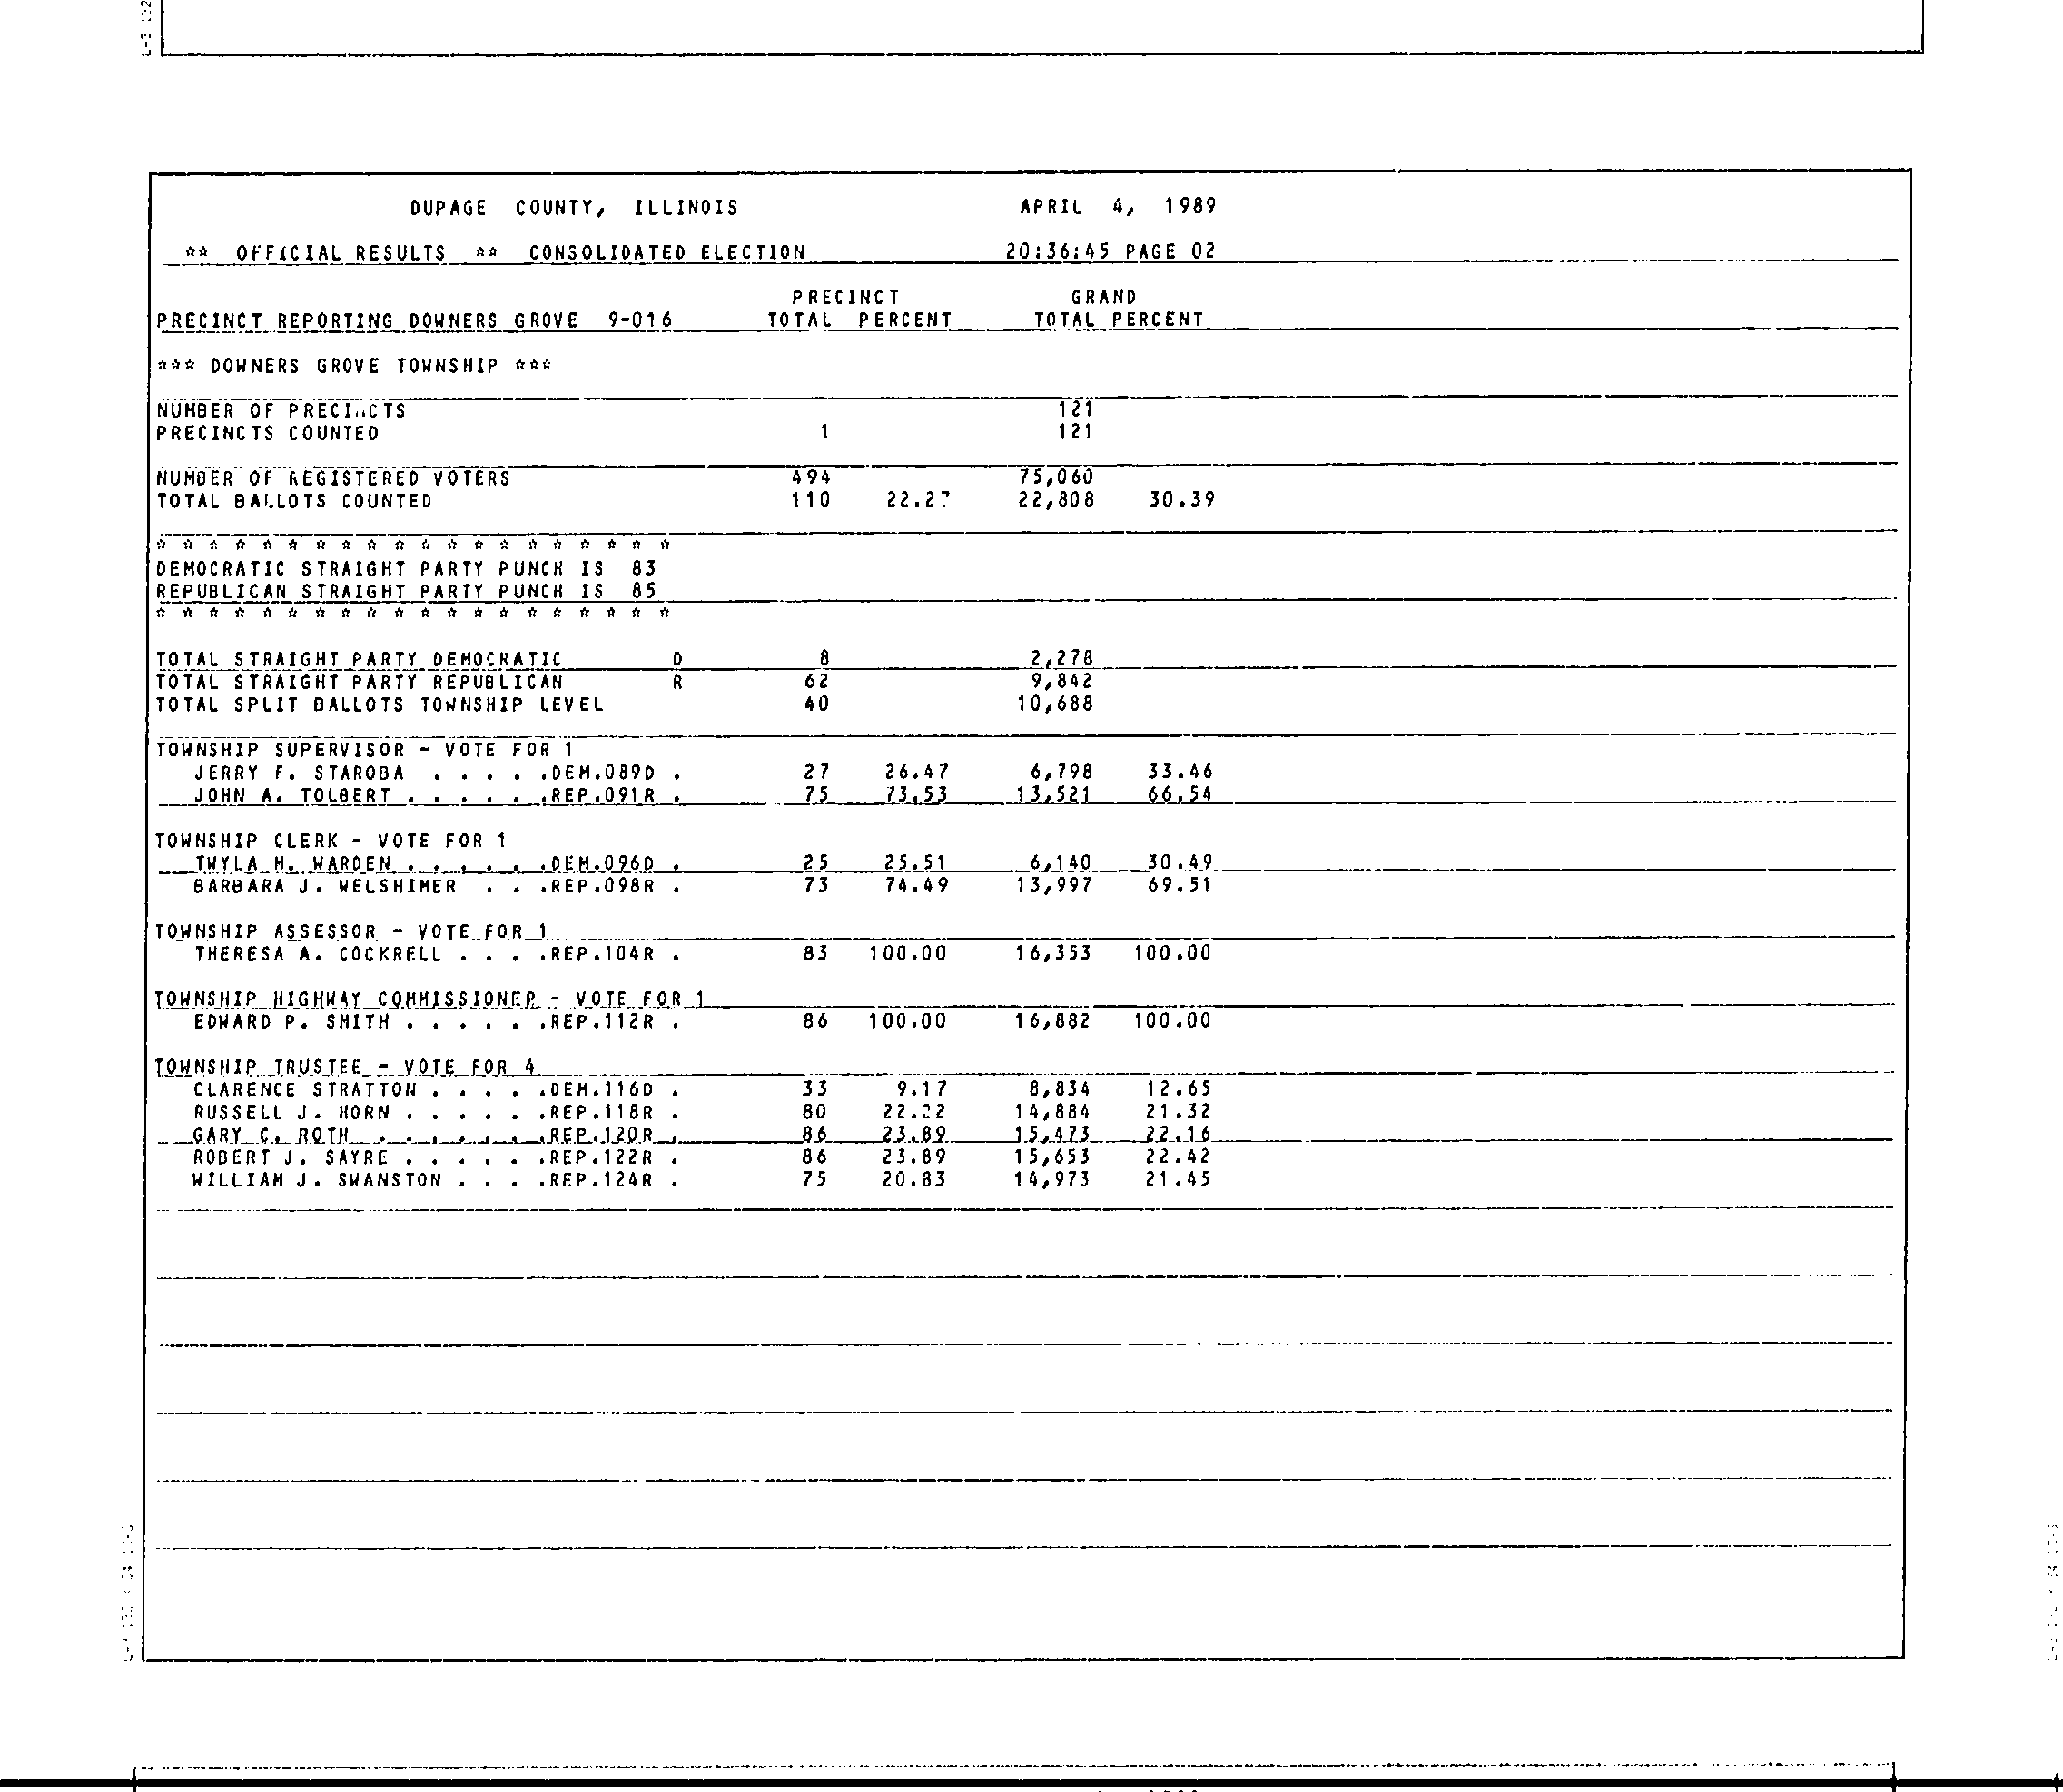 DUPAGE COUNTY, ILLINOIS APRIL 4, 1989
** OFFICIAL RESULTS ** CONSOLIDATED ELECTION 20:36:45 PAGE 02
PRECINCT GRAND
PRECINCT REPORTING DOWNERS GROVE 9-016 TOTAL PERCENT TOTAL PERCENT
*** DOWNERS GROVE TOWNSHIP ***
NUMBER OF PRECINCTS 121
PRECINCTS COUNTED 1 121
NUMBER OF REGISTERED VOTERS 494 75,060
TOTAL BALLOTS COUNTED 110 22.27 22,808 30.39
* * * * * * * * * * * * * * * * * * * *
DEMOCRATIC STRAIGHT PARTY PUNCH IS 83
REPUBLICAN STRAIGHT PARTY PUNCH IS 85
* * * * * * * * * * * * * * * * * * * *
TOTAL STRAIGHT PARTY DEMOCRATIC D 8 2,278
TOTAL STRAIGHT PARTY REPUBLICAN R 62 9,842
TOTAL SPLIT BALLOTS TOWNSHIP LEVEL 40 10,688
TOWNSHIP SUPERVISOR - VOTE FOR 1
JERRY F. STAROBA . . . . .DEM.089D . 27 26.47 6,798 33.46
JOHN A. TOLBERT . . . . . .REP.091R . 75 73.53 13,521 66.54
TOWNSHIP CLERK - VOTE FOR 1
TWYLA M. WARDEN . . . . . .DEM.096D . 25 25.51 6,140 30.49
BARBARA J. WELSHIMER . . .REP.098R . 73 74.49 13,997 69.51
TOWNSHIP ASSESSOR - VOTE FOR 1
THERESA A. COCKRELL . . . .REP.104R . 83 100.00 16,353 100.00
TOWNSHIP HIGHWAY COMMISSIONER - VOTE FOR 1
EDWARD P. SMITH . . . . . .REP.112R . 86 100.00 16,882 100.00
TOWNSHIP TRUSTEE - VOTE FOR 4
CLARENCE STRATTON . . . . .DEM.116D . 33 9.17 8,834 12.65
RUSSELL J. HORN . . . . . .REP.118R . 80 22.22 14,884 21.32
GARY C. ROTH . . . . . . .REP.120R . 86 23.89 15,473 22.16
ROBERT J. SAYRE . . . . . .REP.122R . 86 23.89 15,653 22.42
WILLIAM J. SWANSTON . . . .REP.124R . 75 20.83 14,973 21.45